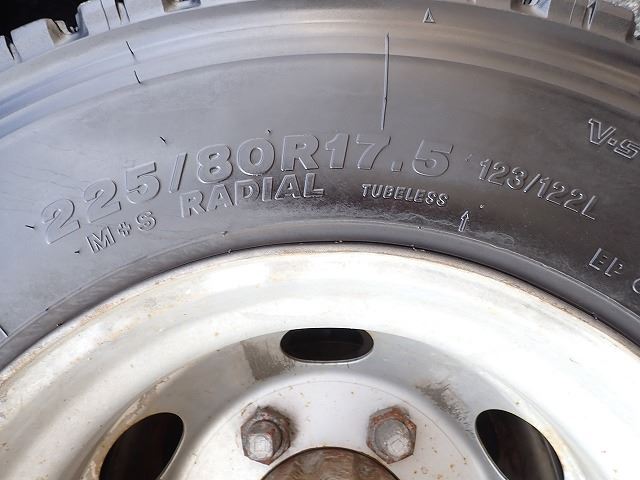 225/80R17.5 123/122L
M+S RADIAL TUBELESS
V-S